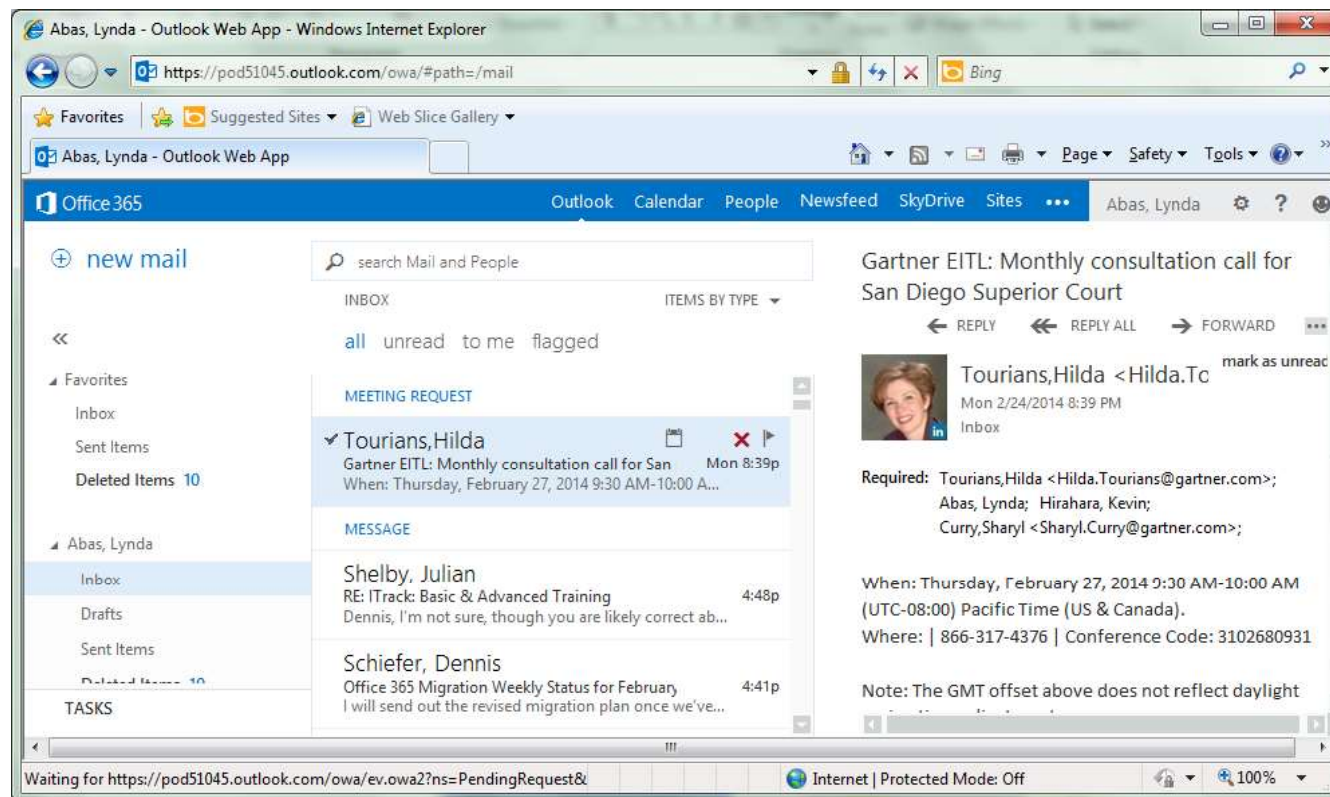 Abas, Lynda - Outlook Web App - Windows Internet Explorer
https://pod51045.outlook.com/owa/#path=/mail
Bing
Favorites
Suggested Sites
Web Slice Gallery
Abas, Lynda - Outlook Web App
Page
Safety
Tools
Office 365
Outlook
Calendar
People
Newsfeed
SkyDrive
Sites
Abas, Lynda
new mail
Favorites
Inbox
Sent Items
Deleted Items 10
Abas, Lynda
Inbox
Drafts
Sent Items
Deleted Items 10
TASKS
search Mail and People
INBOX
ITEMS BY TYPE
all unread to me flagged
MEETING REQUEST
Tourians,Hilda
Gartner EITL: Monthly consultation call for San Mon 8:39p
When: Thursday, February 27, 2014 9:30 AM-10:00 A...
MESSAGE
Shelby, Julian
RE: ITrack: Basic & Advanced Training 4:48p
Dennis, I'm not sure, though you are likely correct ab...
Schiefer, Dennis
Office 365 Migration Weekly Status for February 4:41p
I will send out the revised migration plan once we've...
Gartner EITL: Monthly consultation call for
San Diego Superior Court
REPLY
REPLY ALL
FORWARD
mark as unread
Tourians,Hilda <Hilda.To
Mon 2/24/2014 8:39 PM
Inbox
in
Required: Tourians,Hilda <Hilda.Tourians@gartner.com>;
Abas, Lynda; Hirahara, Kevin;
Curry,Sharyl <Sharyl.Curry@gartner.com>;
When: Thursday, February 27, 2014 9:30 AM-10:00 AM
(UTC-08:00) Pacific Time (US & Canada).
Where: | 866-317-4376 | Conference Code: 3102680931
Note: The GMT offset above does not reflect daylight
Waiting for https://pod51045.outlook.com/owa/ev.owa2?ns=PendingRequest&
Internet | Protected Mode: Off
100%